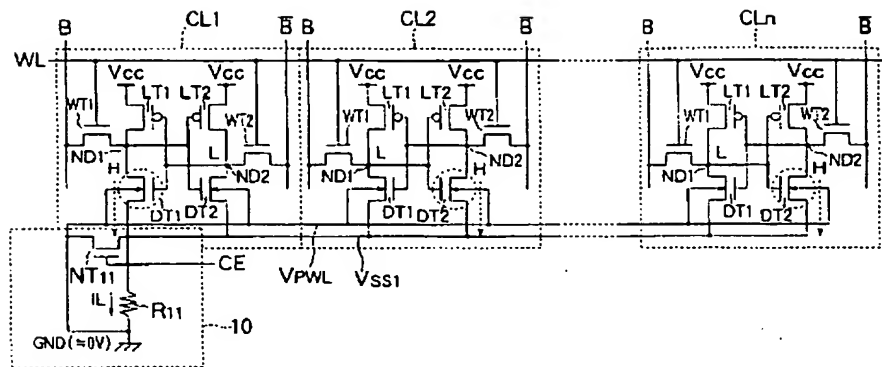 B CL1 B̅ B CL2 B̅ B CLn B̅
WL
Vcc Vcc Vcc Vcc Vcc Vcc
LT1 LT2 LT1 LT2 LT1 LT2
WT1 WT2 WT1 WT2 WT1 WT2
ND1 L ND2 ND1 L ND2 ND1 L ND2
H H H
DT1 DT2 DT1 DT2 DT1 DT2
NT11 CE VPWL VSS1
IL R11
10
GND(≈0V)